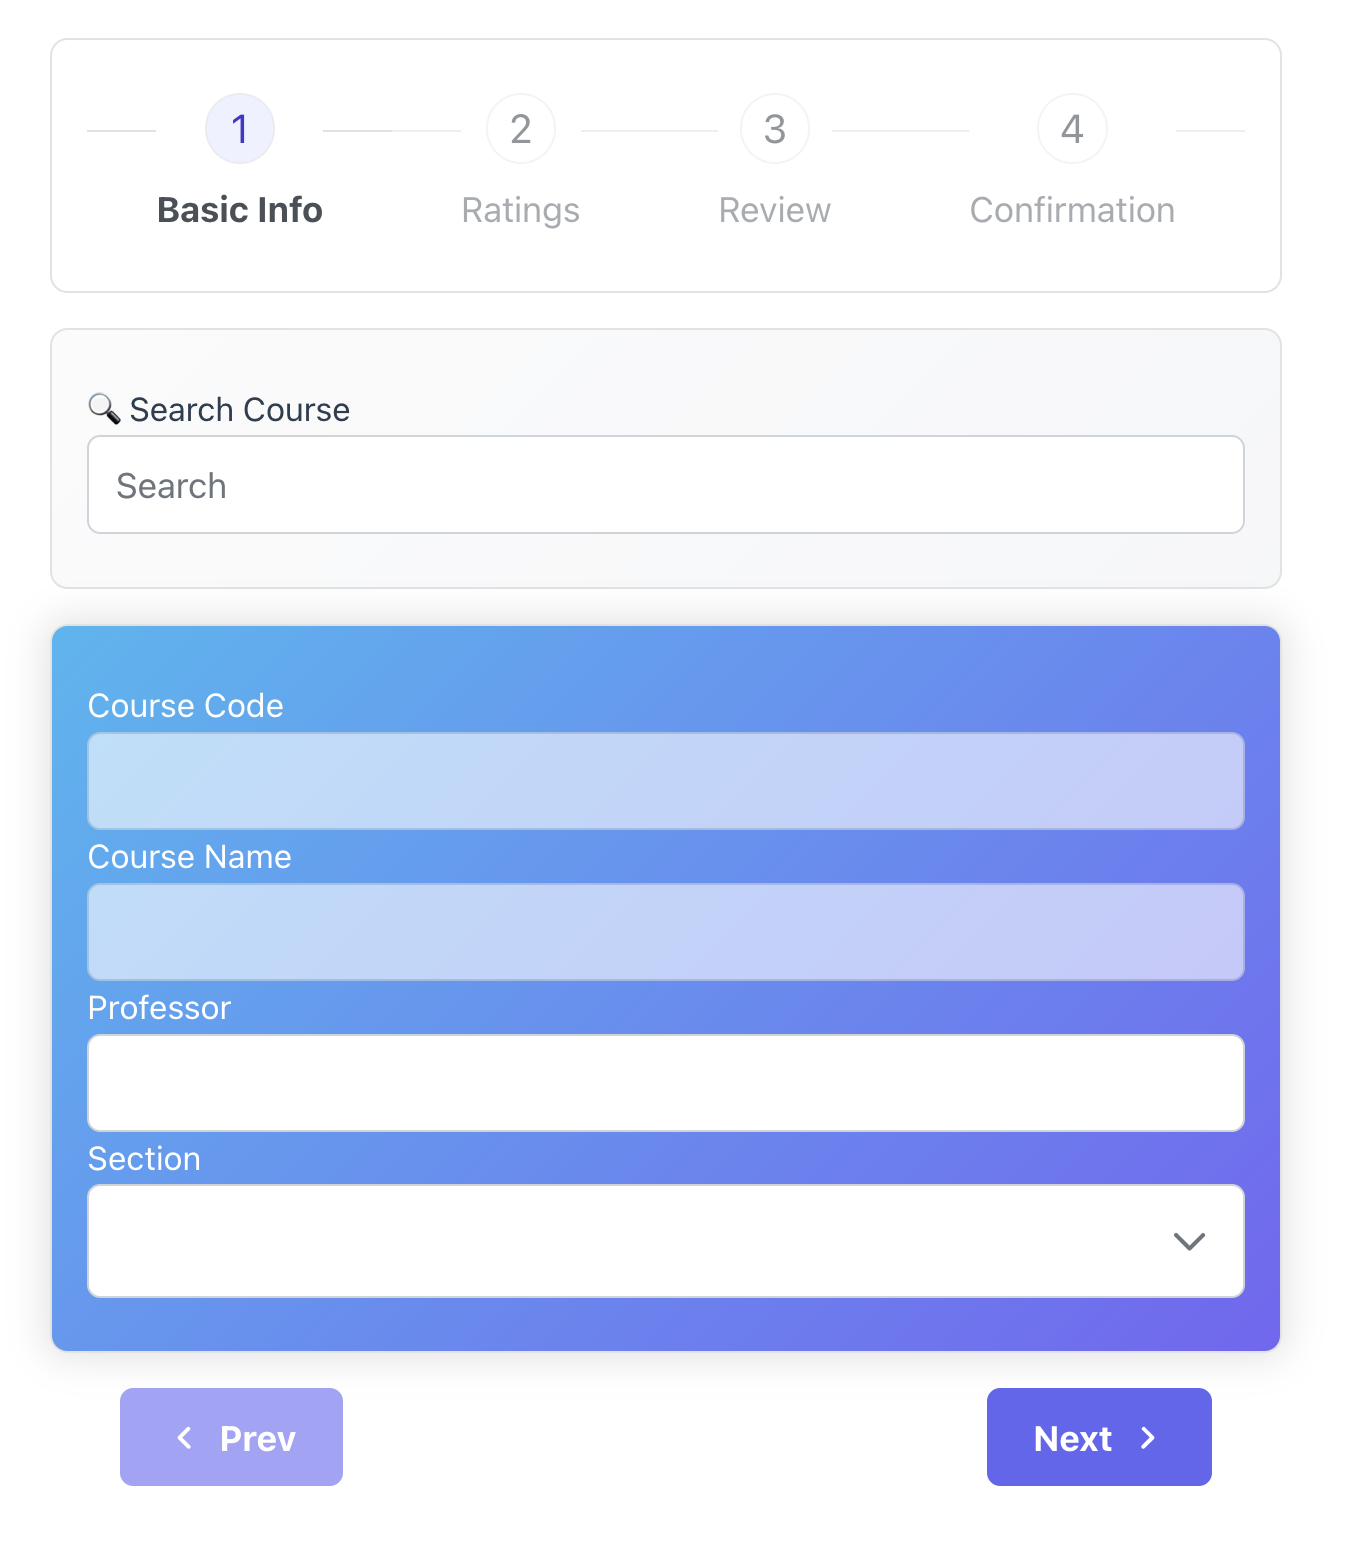 1
2
3
4
Basic Info
Ratings
Review
Confirmation
🔍 Search Course
Search
Course Code
Course Name
Professor
Section
Prev
Next